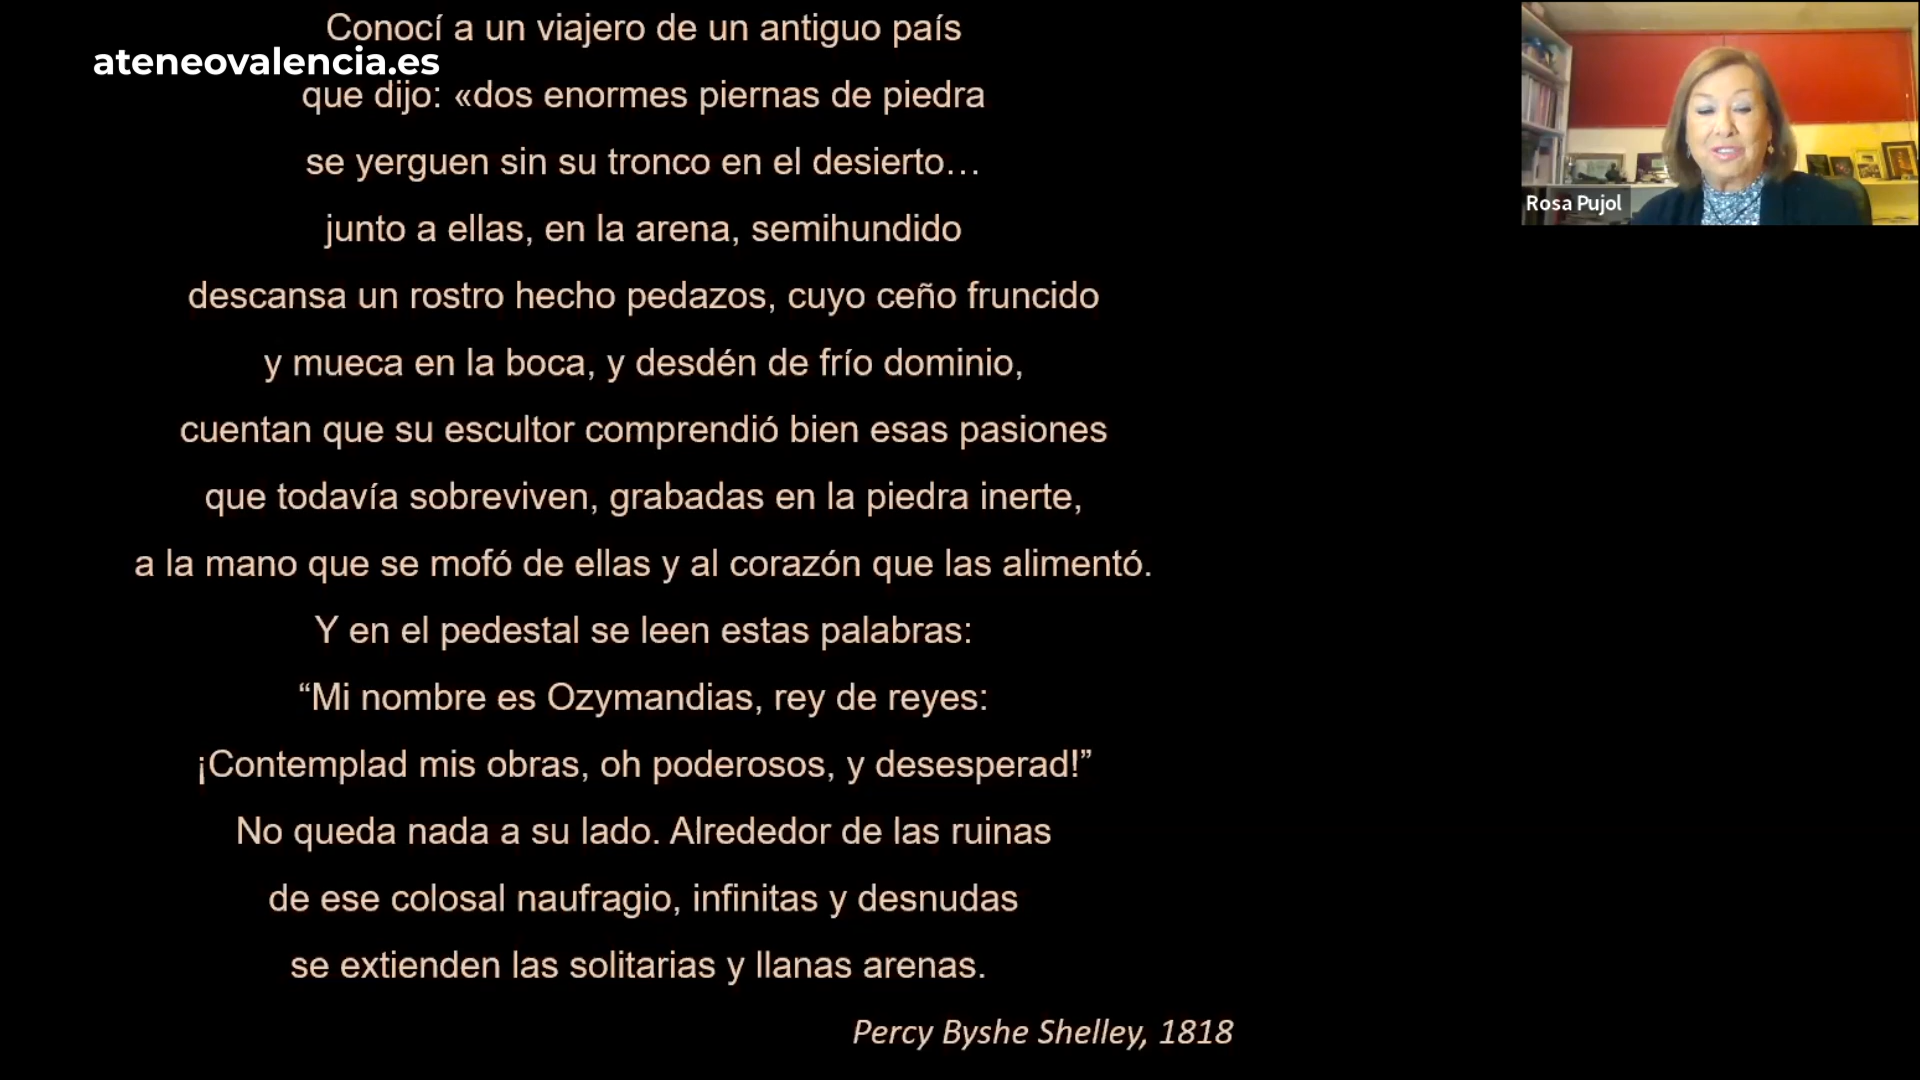 Conocí a un viajero de un antiguo país
ateneovalencia.es
que dijo: «dos enormes piernas de piedra
se yerguen sin su tronco en el desierto…
junto a ellas, en la arena, semihundido
descansa un rostro hecho pedazos, cuyo ceño fruncido
y mueca en la boca, y desdén de frío dominio,
cuentan que su escultor comprendió bien esas pasiones
que todavía sobreviven, grabadas en la piedra inerte,
a la mano que se mofó de ellas y al corazón que las alimentó.
Y en el pedestal se leen estas palabras:
“Mi nombre es Ozymandias, rey de reyes:
¡Contemplad mis obras, oh poderosos, y desesperad!”
No queda nada a su lado. Alrededor de las ruinas
de ese colosal naufragio, infinitas y desnudas
se extienden las solitarias y llanas arenas.
Percy Byshe Shelley, 1818
Rosa Pujol